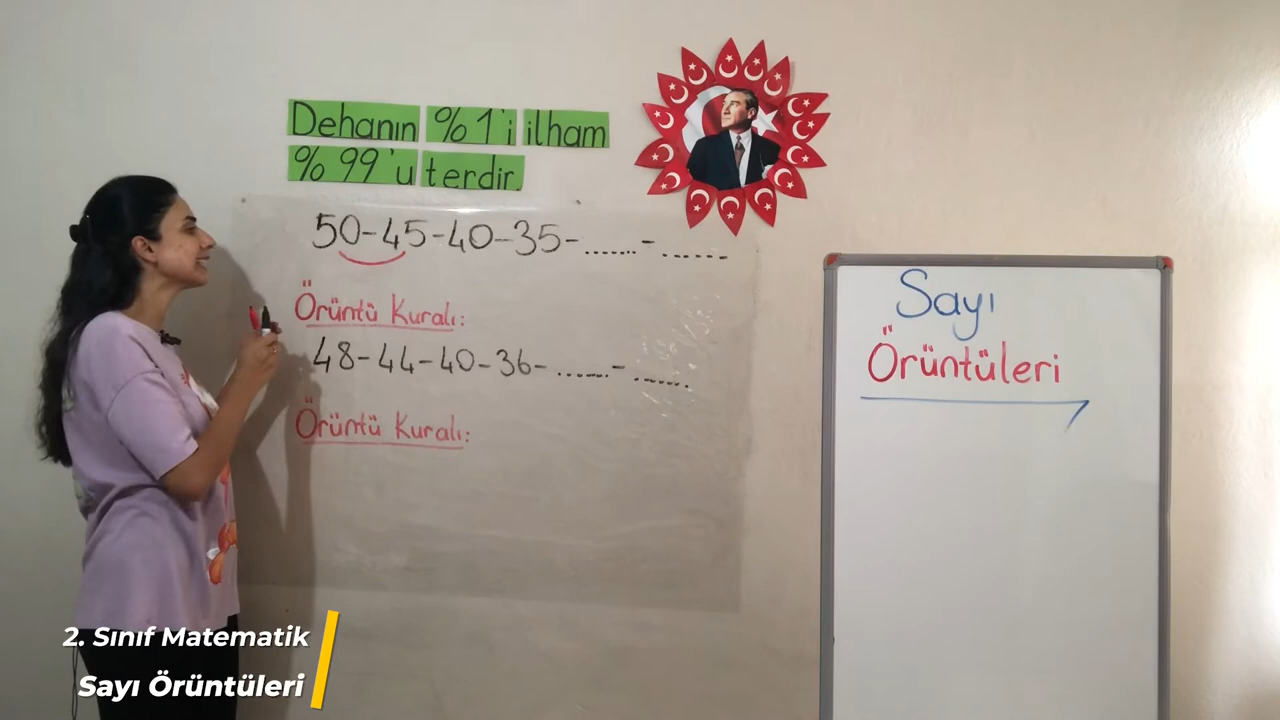 Dehanın %1'i ilham
%99'u terdir.
50-45-40-35-.......-.......
Örüntü Kuralı:
48-44-40-36-.......-.......
Örüntü Kuralı:
Sayı
Örüntüleri
2. Sınıf Matematik
Sayı Örüntüleri